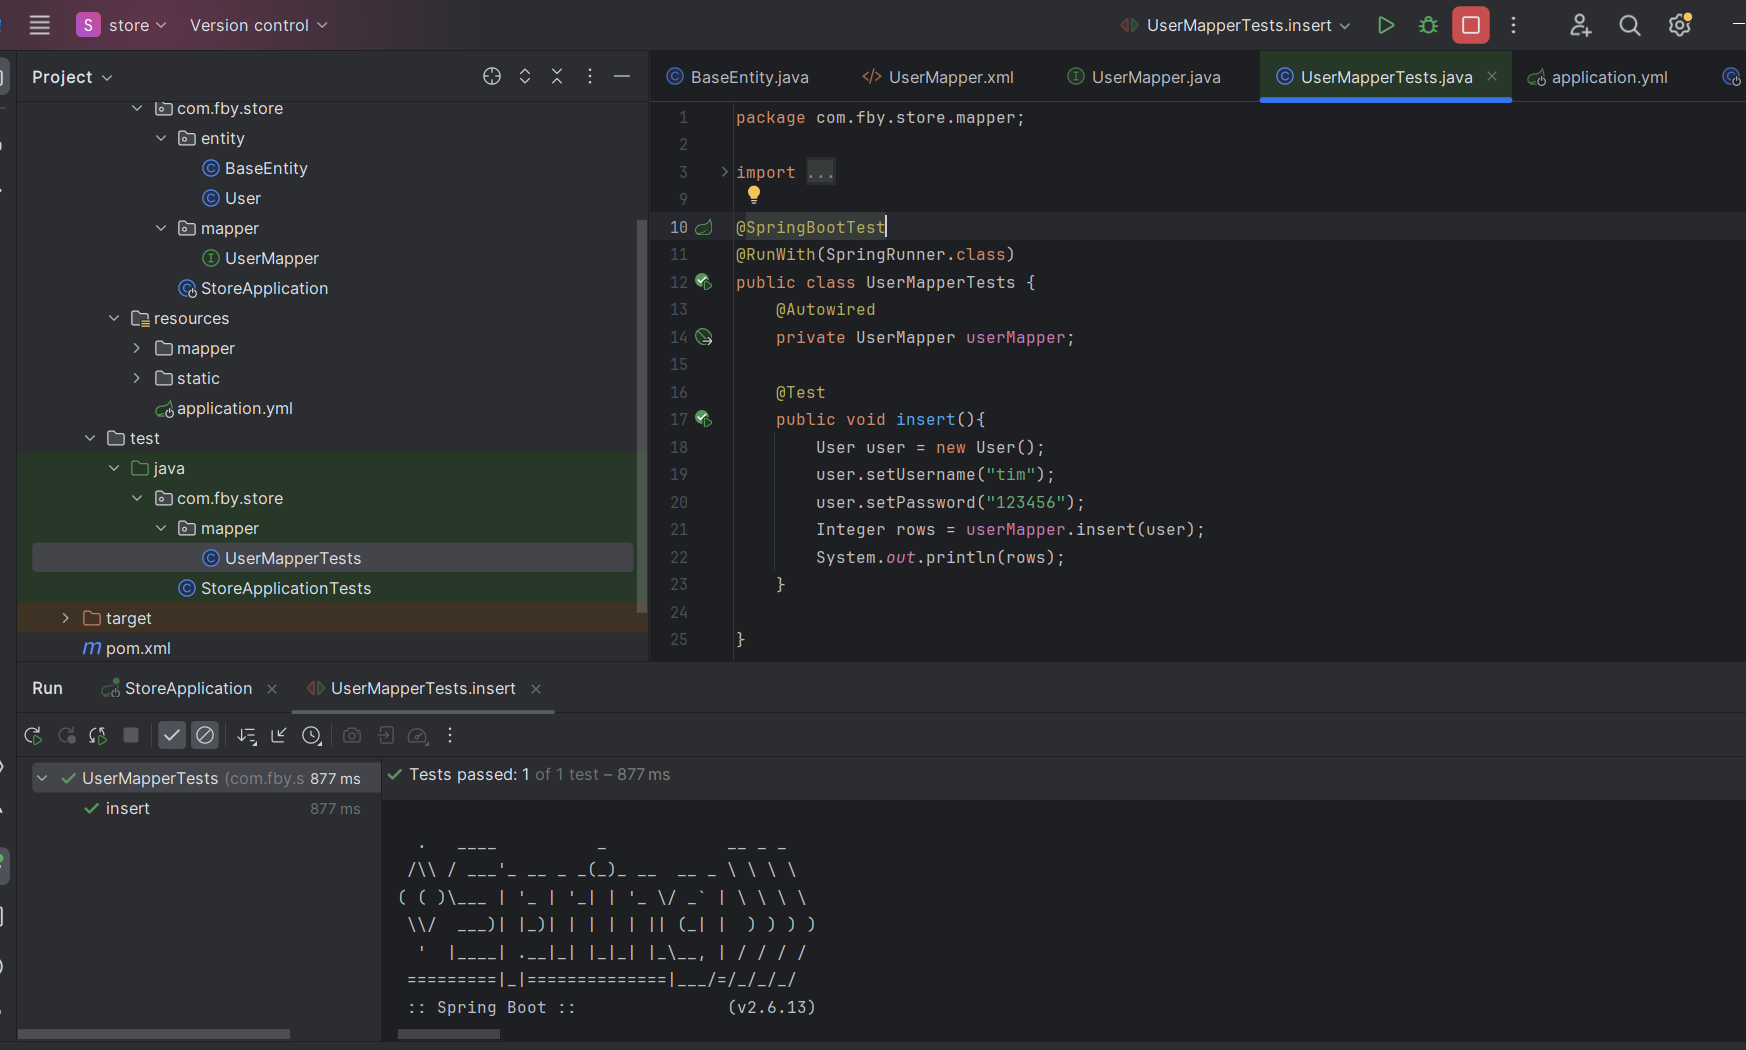 S store Version control UserMapperTests.insert
Project
com.fby.store
entity
BaseEntity
User
mapper
UserMapper
StoreApplication
resources
mapper
static
application.yml
test
java
com.fby.store
mapper
UserMapperTests
StoreApplicationTests
target
m pom.xml
BaseEntity.java UserMapper.xml UserMapper.java UserMapperTests.java application.yml
1 package com.fby.store.mapper;
2
3 import ...
9
10 @SpringBootTest
11 @RunWith(SpringRunner.class)
12 public class UserMapperTests {
13 @Autowired
14 private UserMapper userMapper;
15
16 @Test
17 public void insert(){
18 User user = new User();
19 user.setUsername("tim");
20 user.setPassword("123456");
21 Integer rows = userMapper.insert(user);
22 System.out.println(rows);
23 }
24
25 }
Run StoreApplication UserMapperTests.insert
UserMapperTests (com.fby.s 877 ms
insert 877 ms
Tests passed: 1 of 1 test – 877 ms
  .   ____          _            __ _ _
 /\\ / ___'_ __ _ _(_)_ __  __ _ \ \ \ \
( ( )\___ | '_ | '_| | '_ \/ _` | \ \ \ \
 \\/  ___)| |_)| | | | | || (_| |  ) ) ) )
  '  |____| .__|_| |_|_| |_\__, | / / / /
 =========|_|==============|___/=/_/_/_/
 :: Spring Boot ::               (v2.6.13)